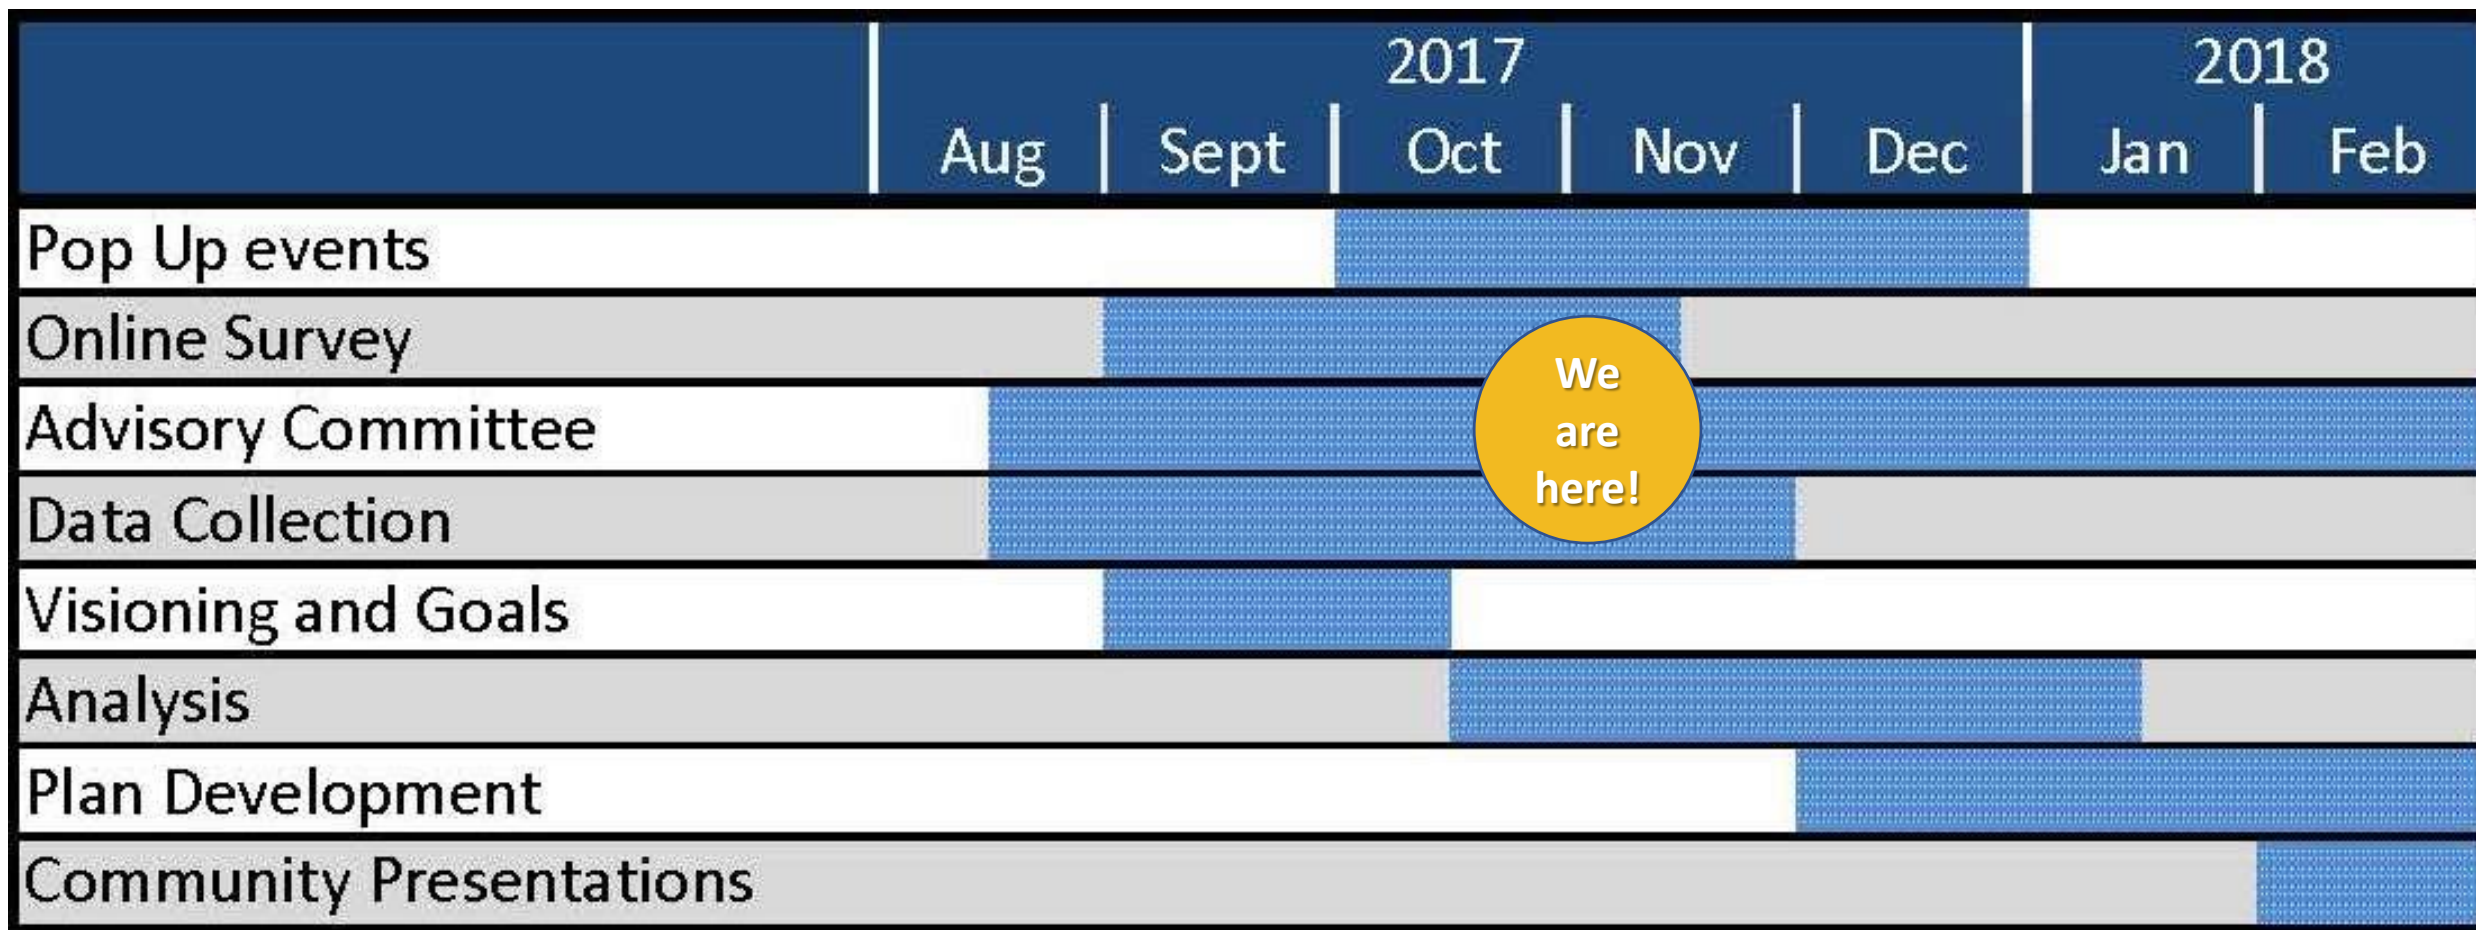 2017 2018
Aug Sept Oct Nov Dec Jan Feb
Pop Up events
Online Survey
Advisory Committee
Data Collection
Visioning and Goals
Analysis
Plan Development
Community Presentations
We
are
here!